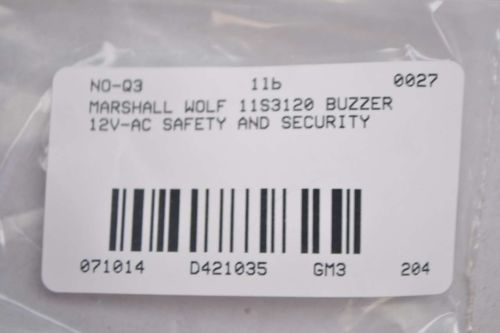 NO-Q3 1lb 0027
MARSHALL WOLF 11S3120 BUZZER
12V-AC SAFETY AND SECURITY
071014 D421035 GM3 204